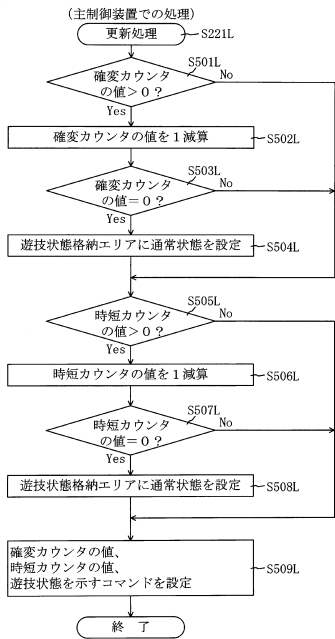 (主制御装置での処理)
更新処理
S221L
S501L
確変カウンタ
の値>0?
No
Yes
確変カウンタの値を1減算
S502L
S503L
確変カウンタ
の値=0?
No
Yes
遊技状態格納エリアに通常状態を設定
S504L
S505L
時短カウンタ
の値>0?
No
Yes
時短カウンタの値を1減算
S506L
S507L
時短カウンタ
の値=0?
No
Yes
遊技状態格納エリアに通常状態を設定
S508L
確変カウンタの値、
時短カウンタの値、
遊技状態を示すコマンドを設定
S509L
終 了